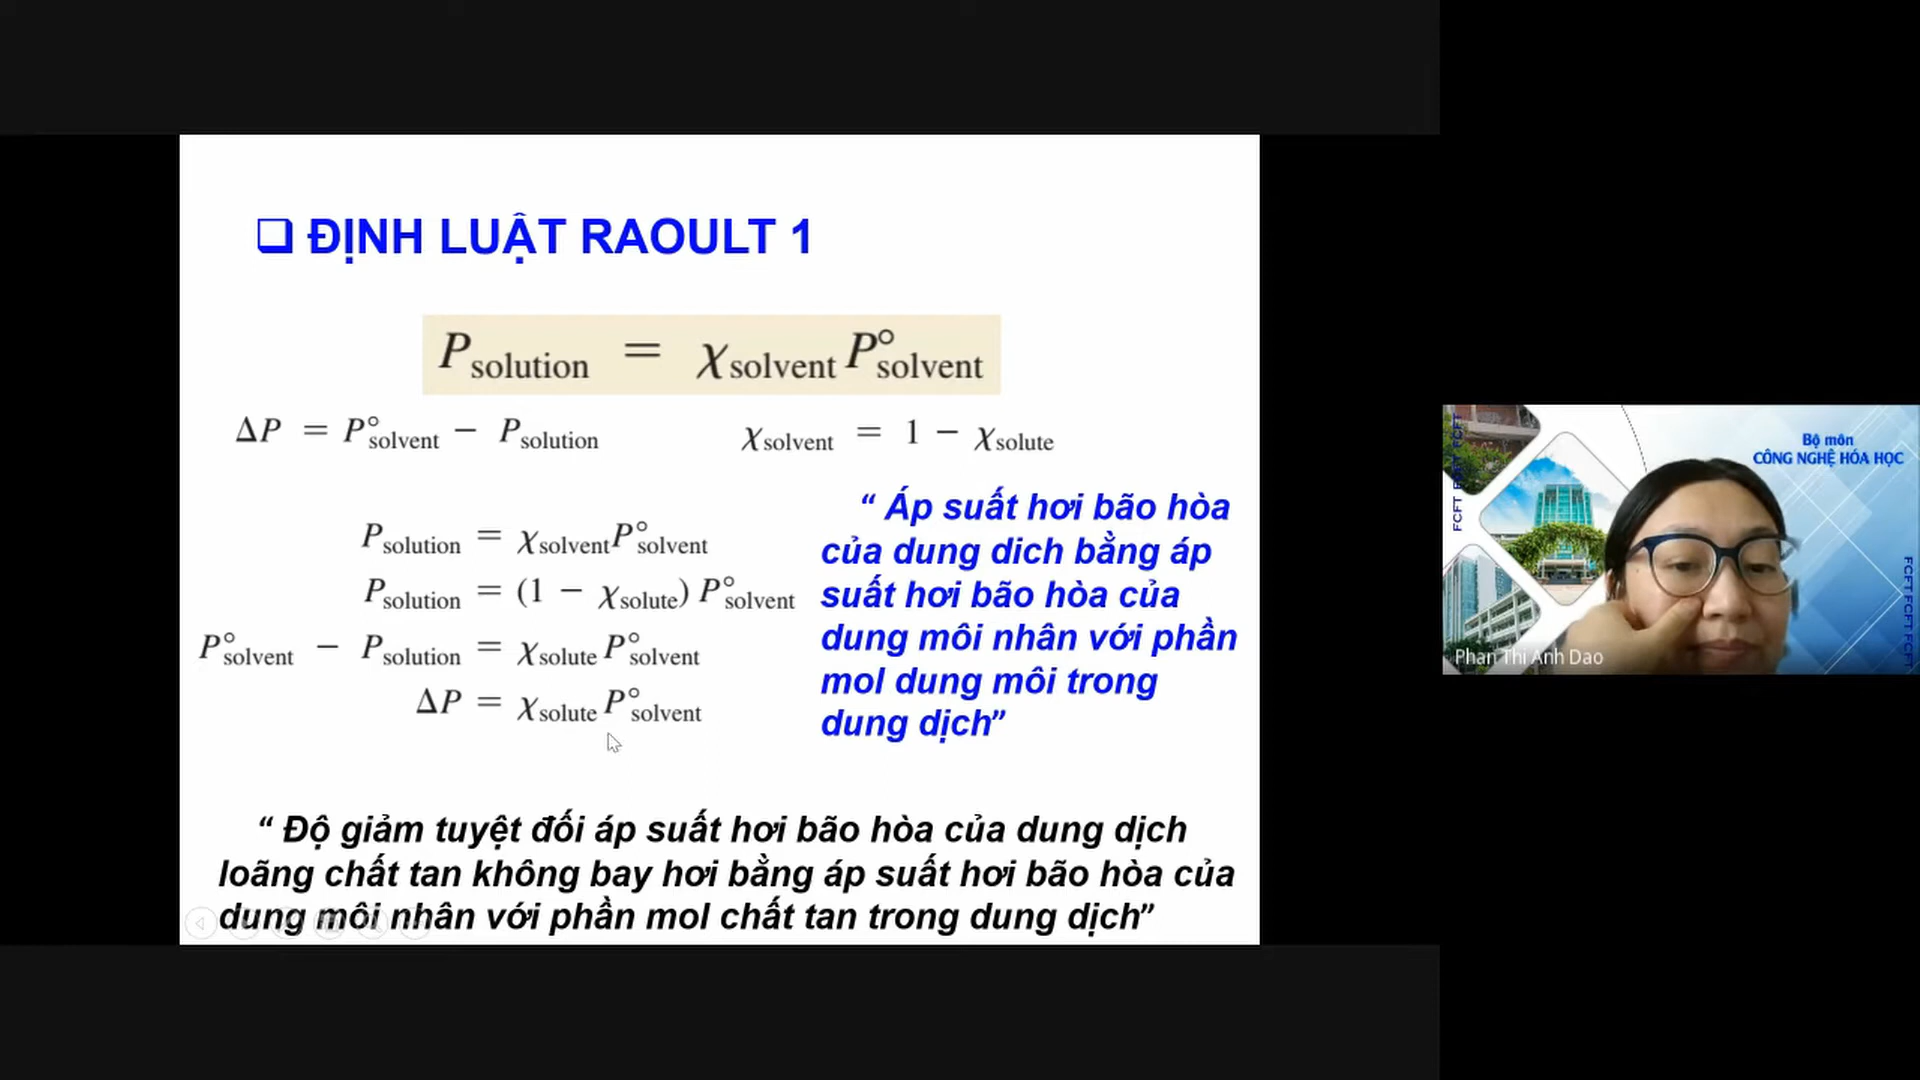 ❑ ĐỊNH LUẬT RAOULT 1
P solution = χ solvent P° solvent
ΔP = P° solvent − P solution
χ solvent = 1 − χ solute
P solution = χ solvent P° solvent
P solution = (1 − χ solute) P° solvent
P° solvent − P solution = χ solute P° solvent
ΔP = χ solute P° solvent
“ Áp suất hơi bão hòa
của dung dich bằng áp
suất hơi bão hòa của
dung môi nhân với phần
mol dung môi trong
dung dịch”
“ Độ giảm tuyệt đối áp suất hơi bão hòa của dung dịch
loãng chất tan không bay hơi bằng áp suất hơi bão hòa của
dung môi nhân với phần mol chất tan trong dung dịch”
Bộ môn
CÔNG NGHỆ HÓA HỌC
FCFT FCFT FCFT
FCFT FCFT FCFT
Phan Thi Anh Dao